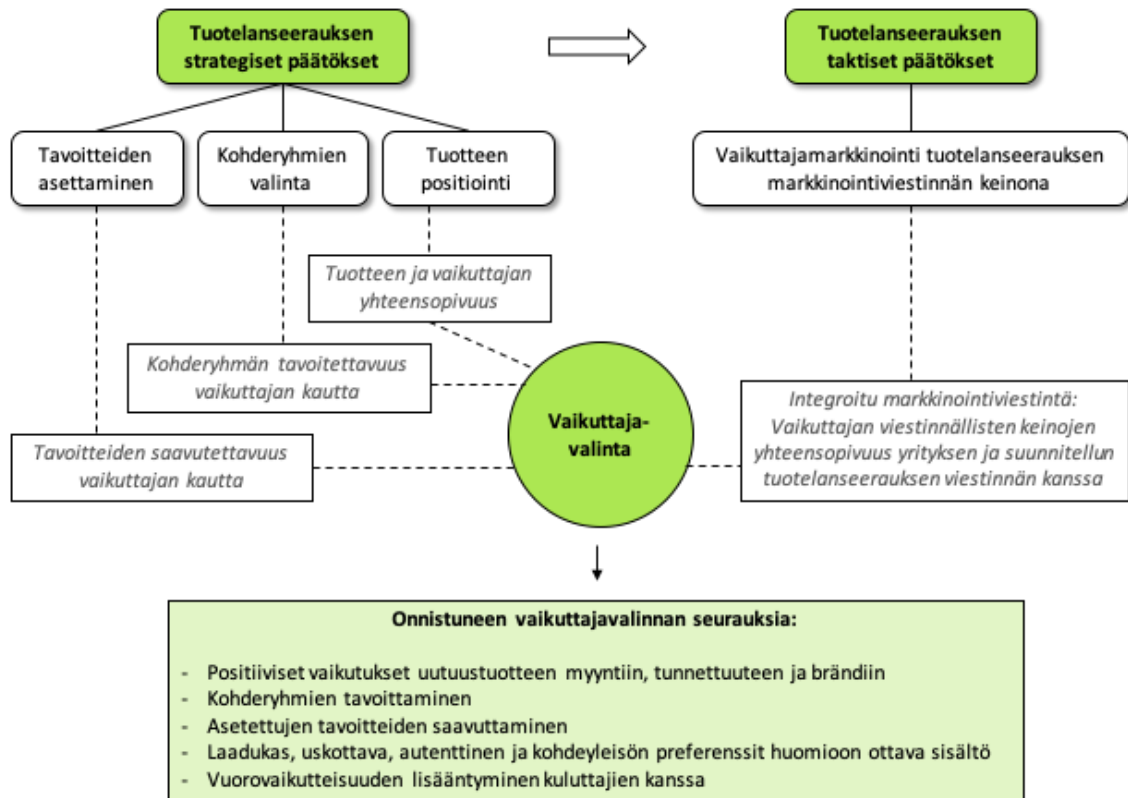 Tuotelanseerauksen
strategiset päätökset
Tuotelanseerauksen
taktiset päätökset
Tavoitteiden
asettaminen
Kohderyhmien
valinta
Tuotteen
positiointi
Vaikuttajamarkkinointi tuotelanseerauksen
markkinointiviestinnän keinona
Tuotteen ja vaikuttajan
yhteensopivuus
Kohderyhmän tavoitettavuus
vaikuttajan kautta
Tavoitteiden saavutettavuus
vaikuttajan kautta
Vaikuttaja-
valinta
Integroitu markkinointiviestintä:
Vaikuttajan viestinnällisten keinojen
yhteensopivuus yrityksen ja suunnitellun
tuotelanseerauksen viestinnän kanssa
Onnistuneen vaikuttajavalinnan seurauksia:
- Positiiviset vaikutukset uutuustuotteen myyntiin, tunnettuuteen ja brändiin
- Kohderyhmien tavoittaminen
- Asetettujen tavoitteiden saavuttaminen
- Laadukas, uskottava, autenttinen ja kohdeyleisön preferenssit huomioon ottava sisältö
- Vuorovaikutteisuuden lisääntyminen kuluttajien kanssa